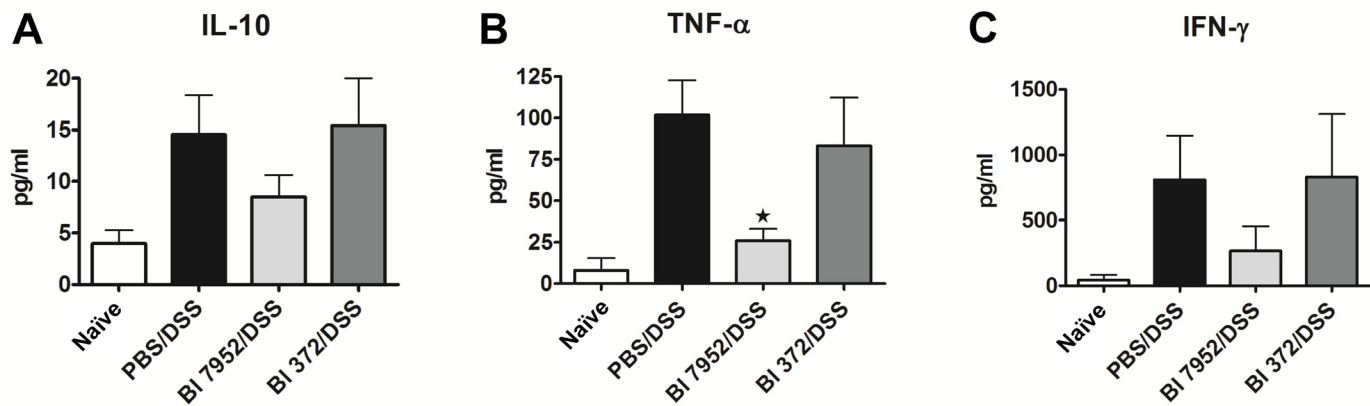 A
IL-10
pg/ml
20
15
10
5
0
Naïve
PBS/DSS
BI 7952/DSS
BI 372/DSS
B
TNF-α
pg/ml
125
100
75
50
25
0
★
Naïve
PBS/DSS
BI 7952/DSS
BI 372/DSS
C
IFN-γ
pg/ml
1500
1000
500
0
Naïve
PBS/DSS
BI 7952/DSS
BI 372/DSS